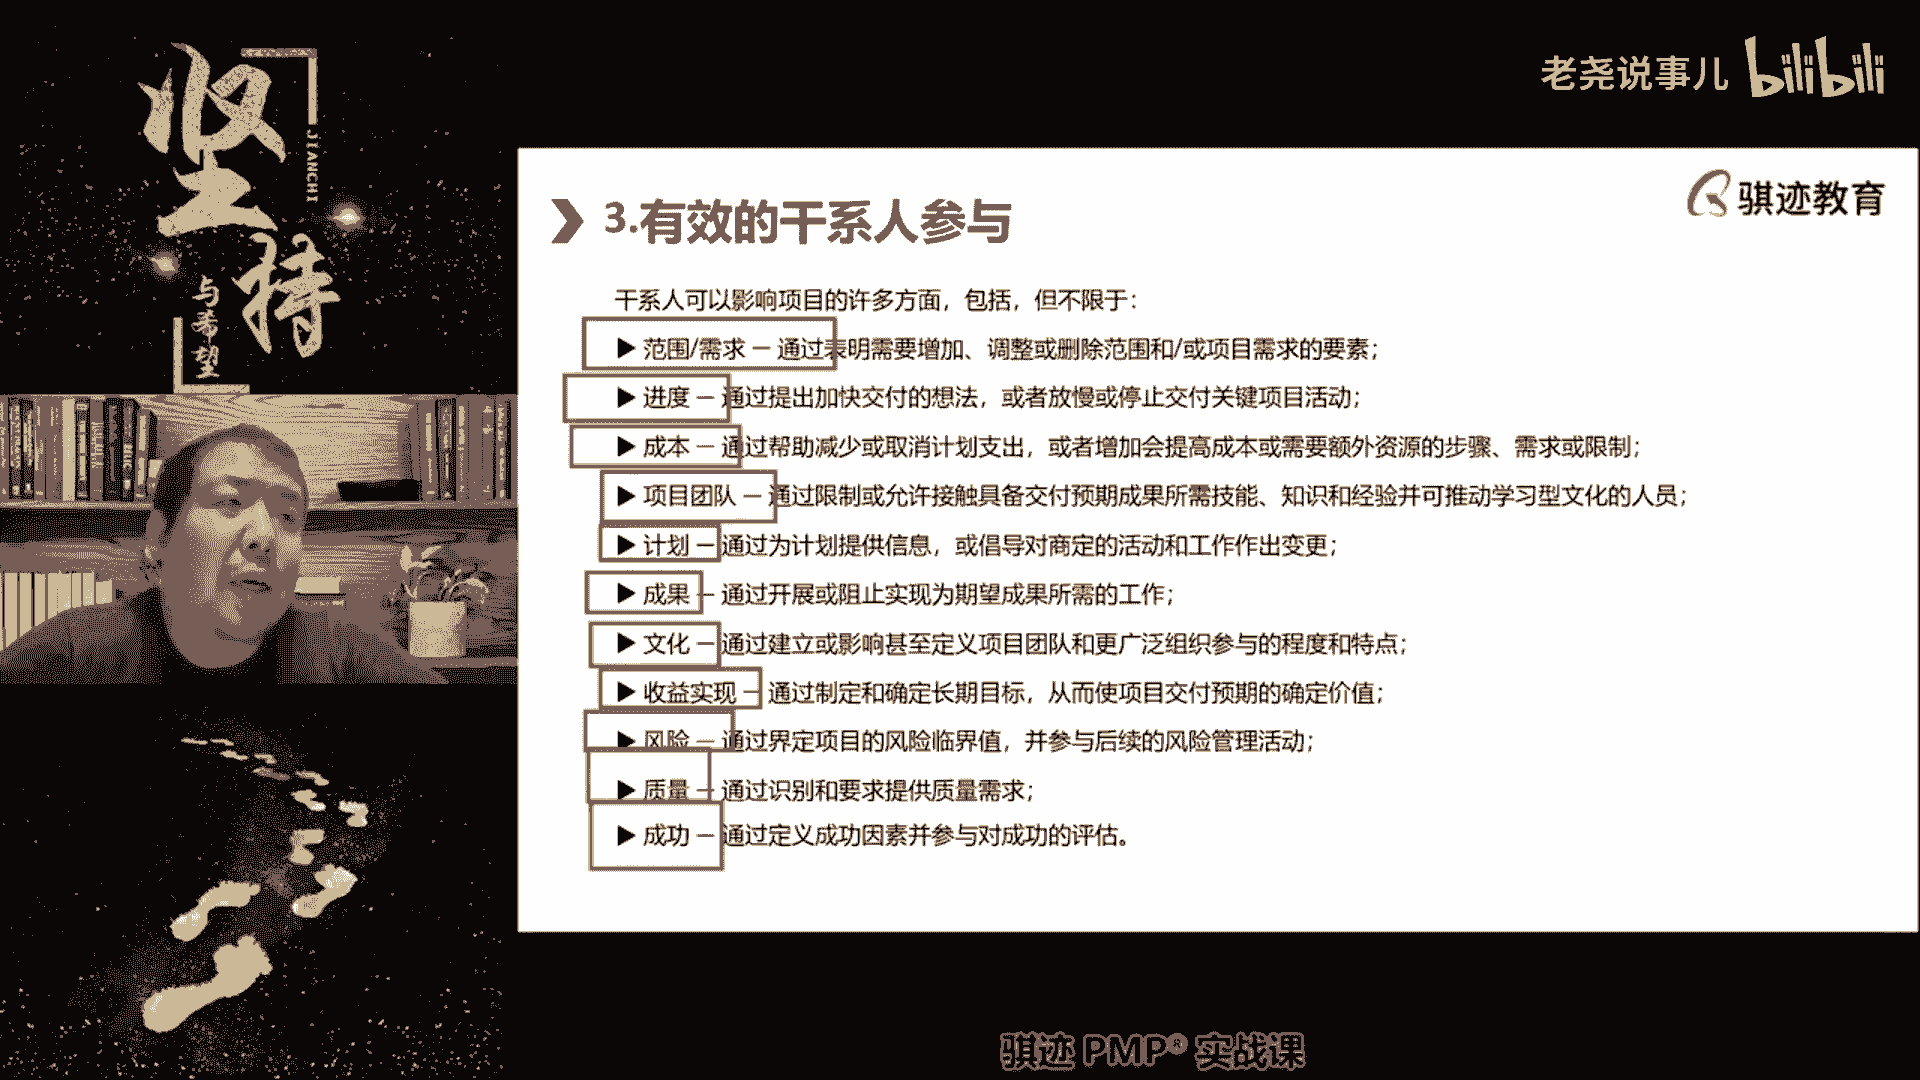 坚持
JIANCHI
与希望
老尧说事儿 bilibili
骐迹教育
3.有效的干系人参与
干系人可以影响项目的许多方面，包括，但不限于：
▶ 范围/需求 — 通过表明需要增加、调整或删除范围和/或项目需求的要素；
▶ 进度 — 通过提出加快交付的想法，或者放慢或停止交付关键项目活动；
▶ 成本 — 通过帮助减少或取消计划支出，或者增加会提高成本或需要额外资源的步骤、需求或限制；
▶ 项目团队 — 通过限制或允许接触具备交付预期成果所需技能、知识和经验并可推动学习型文化的人员；
▶ 计划 — 通过为计划提供信息，或倡导对商定的活动和工作作出变更；
▶ 成果 — 通过开展或阻止实现为期望成果所需的工作；
▶ 文化 — 通过建立或影响甚至定义项目团队和更广泛组织参与的程度和特点；
▶ 收益实现 — 通过制定和确定长期目标，从而使项目交付预期的确定价值；
▶ 风险 — 通过界定项目的风险临界值，并参与后续的风险管理活动；
▶ 质量 — 通过识别和要求提供质量需求；
▶ 成功 — 通过定义成功因素并参与对成功的评估。
骐迹 PMP® 实战课